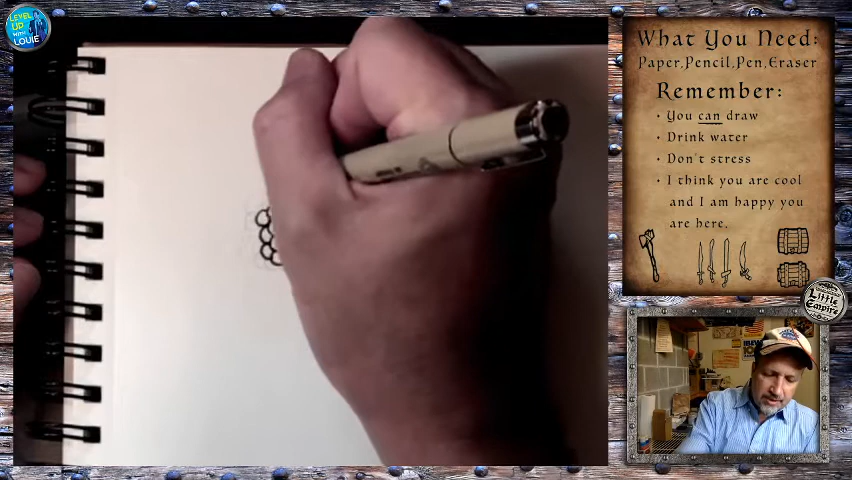 LEVEL
UP
WITH
LOUIE
What You Need:
Paper,Pencil,Pen,Eraser
Remember:
• You can draw
• Drink water
• Don't stress
• I think you are cool
and I am happy you
are here.
Little
Empire